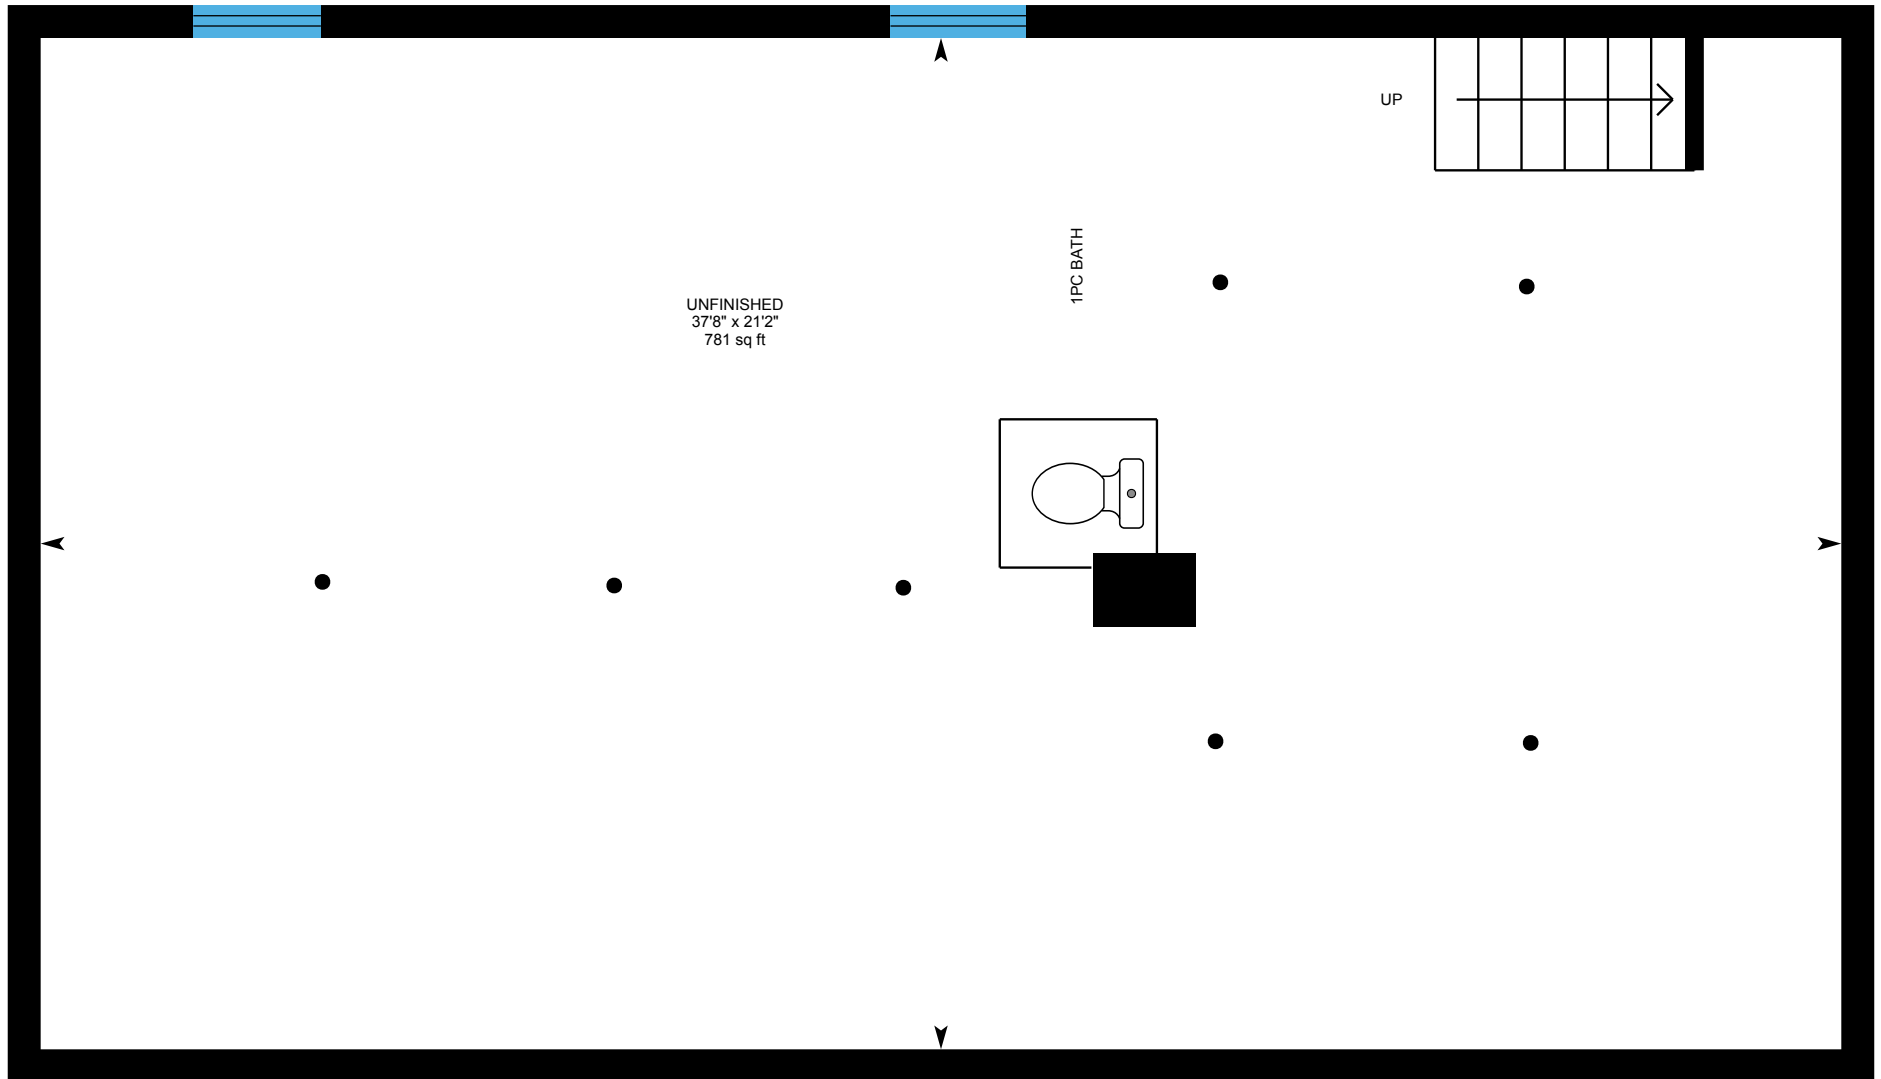 UP
1PC BATH
UNFINISHED
37'8" x 21'2"
781 sq ft